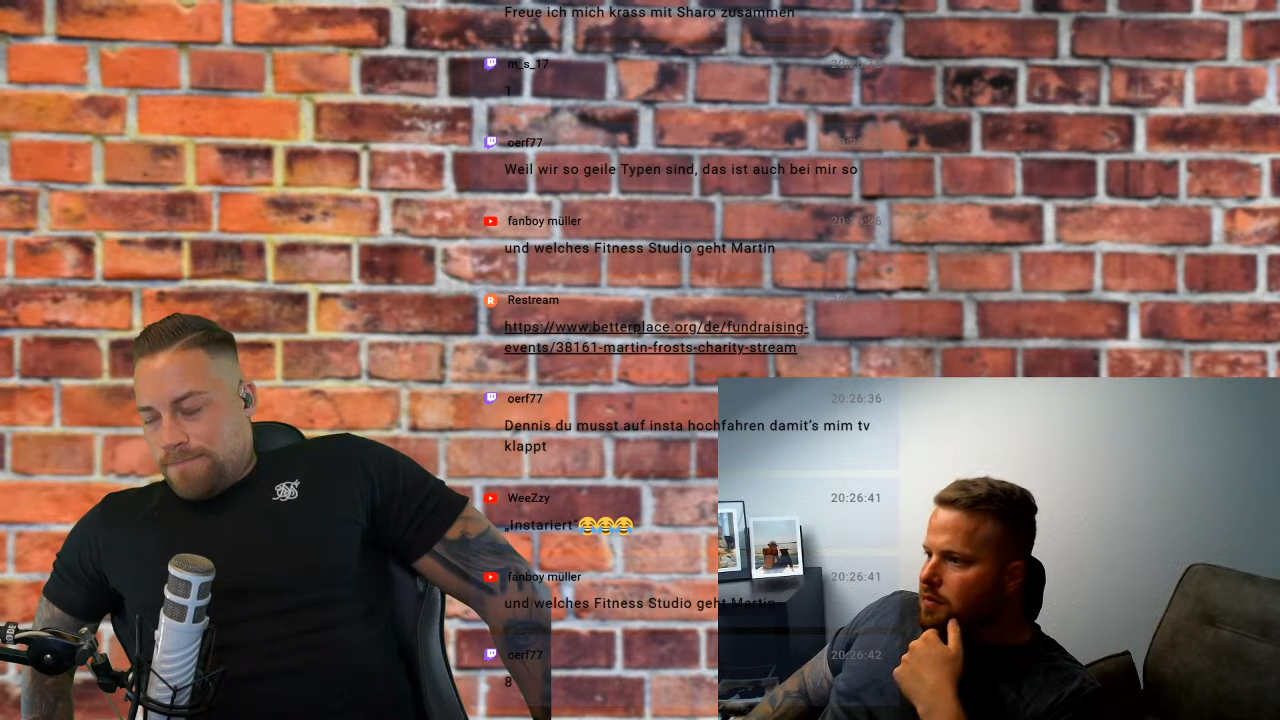 Freue ich mich krass mit Sharo zusammen
m_s_17
1
oerf77
Weil wir so geile Typen sind, das ist auch bei mir so
fanboy müller
und welches Fitness Studio geht Martin
Restream
https://www.betterplace.org/de/fundraising-
events/38161-martin-frosts-charity-stream
oerf77 20:26:36
Dennis du musst auf insta hochfahren damit's mim tv
klappt
WeeZzy 20:26:41
„Instariert"😂😂😂
fanboy müller 20:26:41
und welches Fitness Studio geht Martin
oerf77 20:26:42
8
RODE